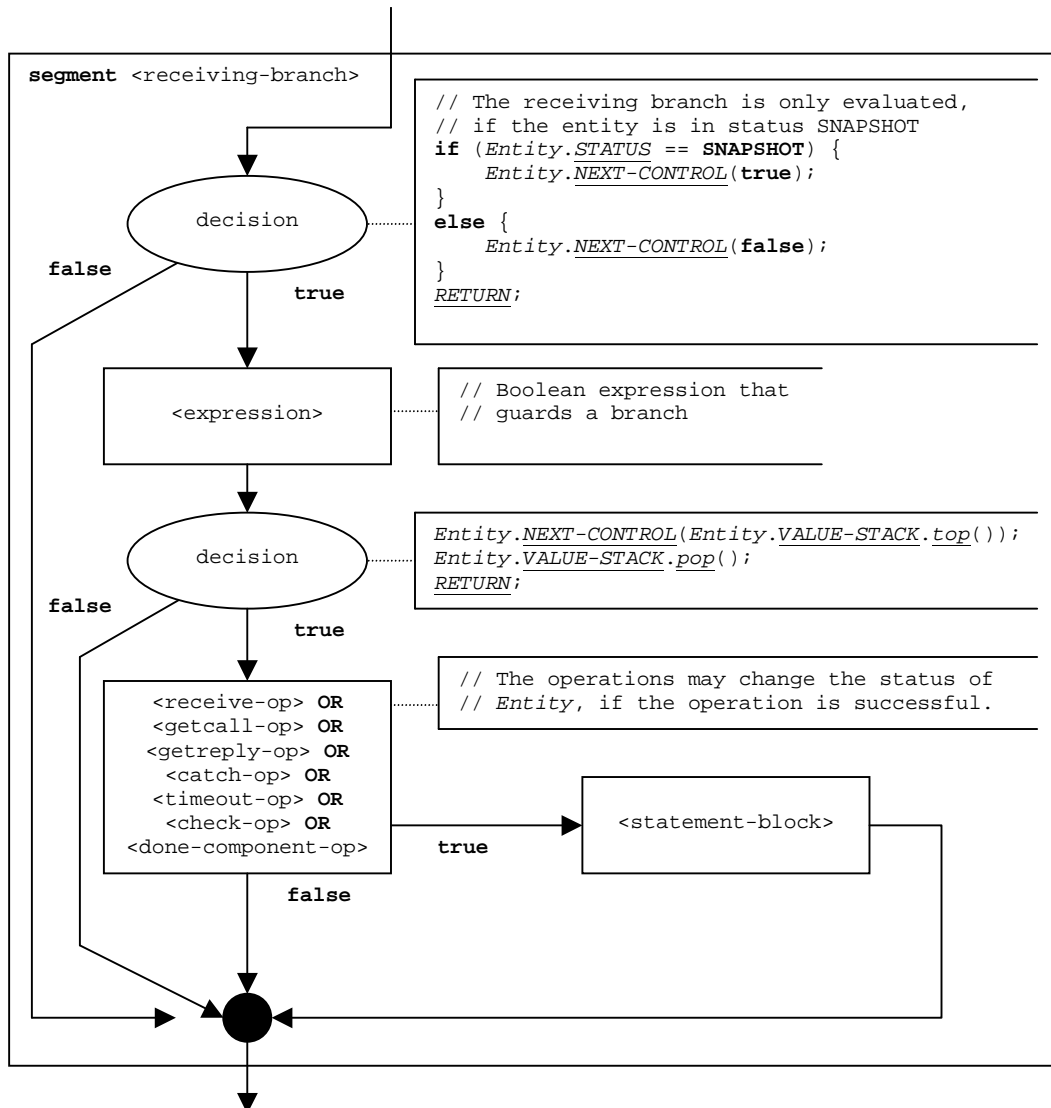 segment <receiving-branch>
// The receiving branch is only evaluated,
// if the entity is in status SNAPSHOT
if (Entity.STATUS == SNAPSHOT) {
Entity.NEXT-CONTROL(true);
}
else {
Entity.NEXT-CONTROL(false);
}
RETURN;
decision
false
true
<expression>
// Boolean expression that
// guards a branch
decision
Entity.NEXT-CONTROL(Entity.VALUE-STACK.top());
Entity.VALUE-STACK.pop();
RETURN;
false
true
<receive-op> OR
<getcall-op> OR
<getreply-op> OR
<catch-op> OR
<timeout-op> OR
<check-op> OR
<done-component-op>
// The operations may change the status of
// Entity, if the operation is successful.
true
<statement-block>
false